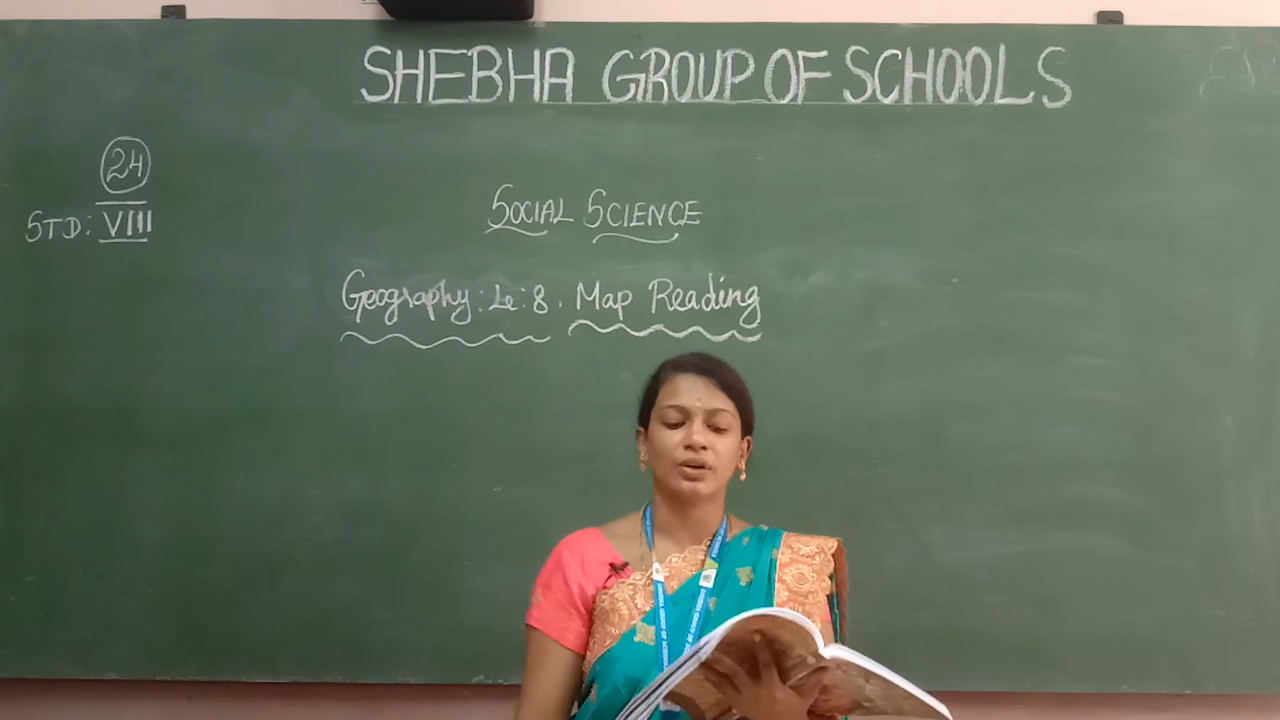 SHEBHA GROUP OF SCHOOLS
24
STD: VIII
SOCIAL SCIENCE
Geography: Le: 8. Map Reading